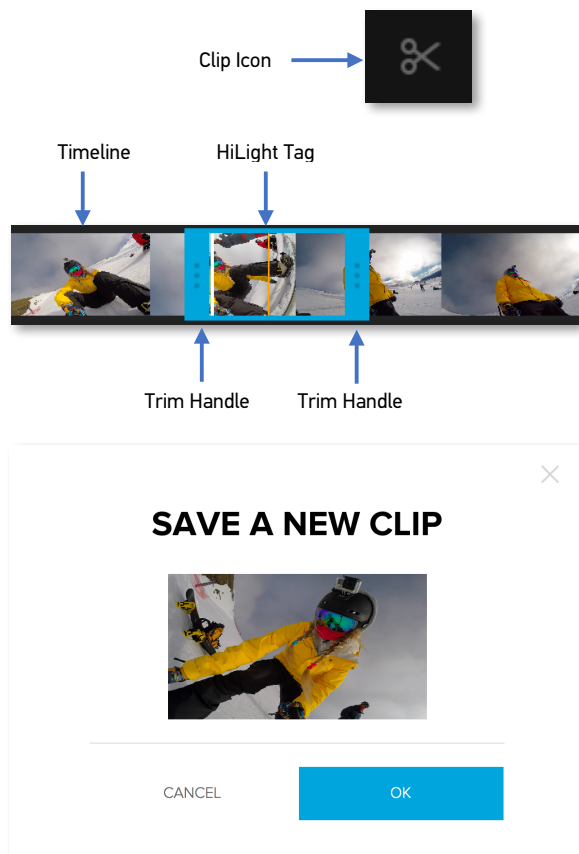 Clip Icon
Timeline
HiLight Tag
Trim Handle
Trim Handle
SAVE A NEW CLIP
CANCEL
OK